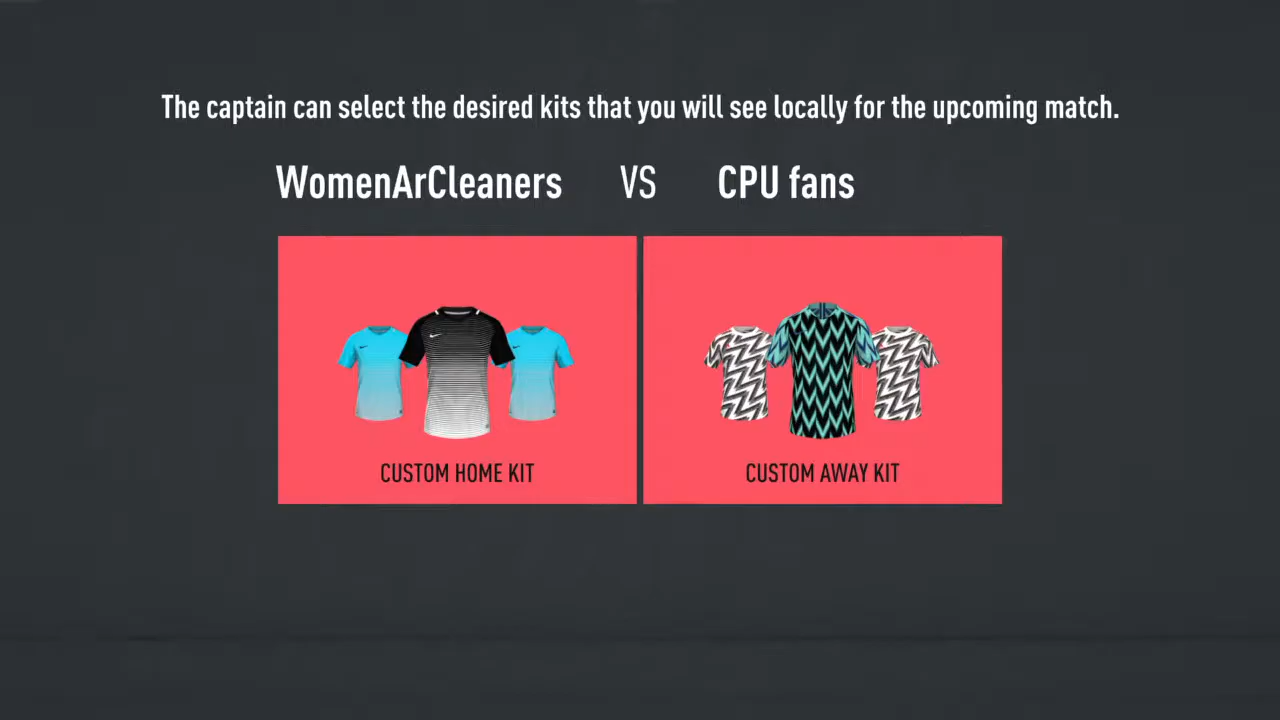 The captain can select the desired kits that you will see locally for the upcoming match.
WomenArCleaners VS CPU fans
CUSTOM HOME KIT
CUSTOM AWAY KIT